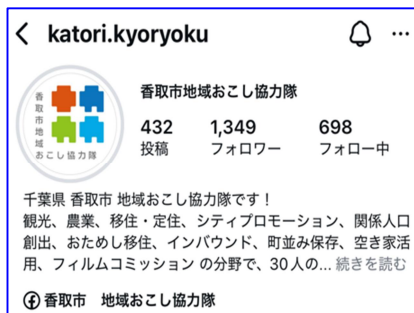 katori.kyoryoku
香取市地域おこし協力隊
香取市地域
おこし協力隊
432 1,349 698
投稿 フォロワー フォロー中
千葉県 香取市 地域おこし協力隊です！
観光、農業、移住・定住、シティプロモーション、関係人口
創出、おためし移住、インバウンド、町並み保存、空き家活
用、フィルムコミッション の分野で、30人の... 続きを読む
香取市 地域おこし協力隊